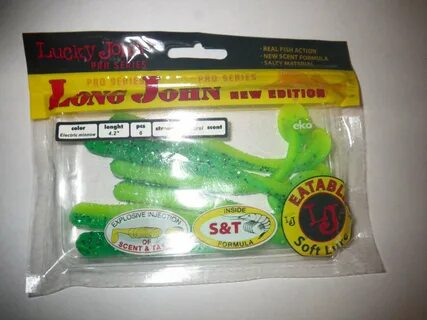 Lucky John
PRO SERIES
REAL FISH ACTION
NEW SCENT FORMULA
SALTY MATERIAL
PRO SERIES
PRO SERIES
LONG JOHN NEW EDITION
color
lenght
pcs
scent
Electric minnow
4.2"
6
EXPLOSIVE INJECTION
OF
SCENT &
INSIDE
S&T
FORMULA
EATABLE
LJ
LJ
Soft Lure